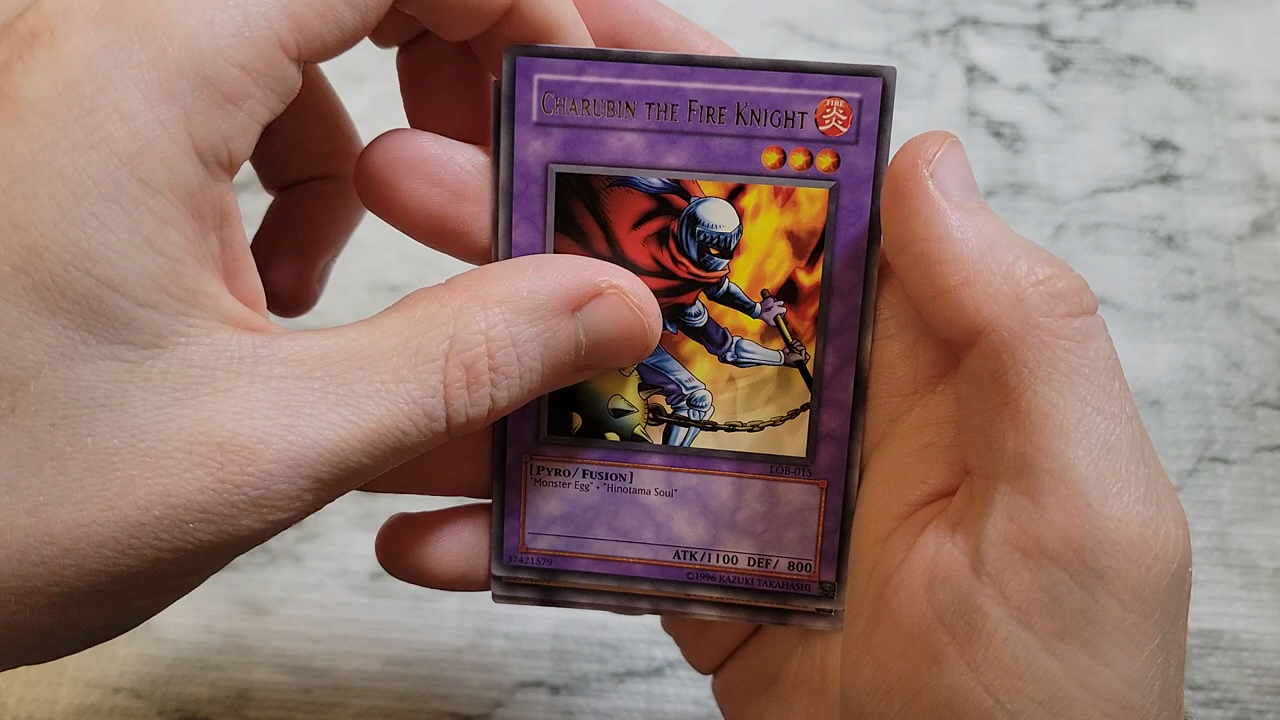 CHARUBIN THE FIRE KNIGHT
FIRE
炎
LOB-015
[PYRO/FUSION]
"Monster Egg" + "Hinotama Soul"
ATK/1100 DEF/ 800
37421579
©1996 KAZUKI TAKAHASHI